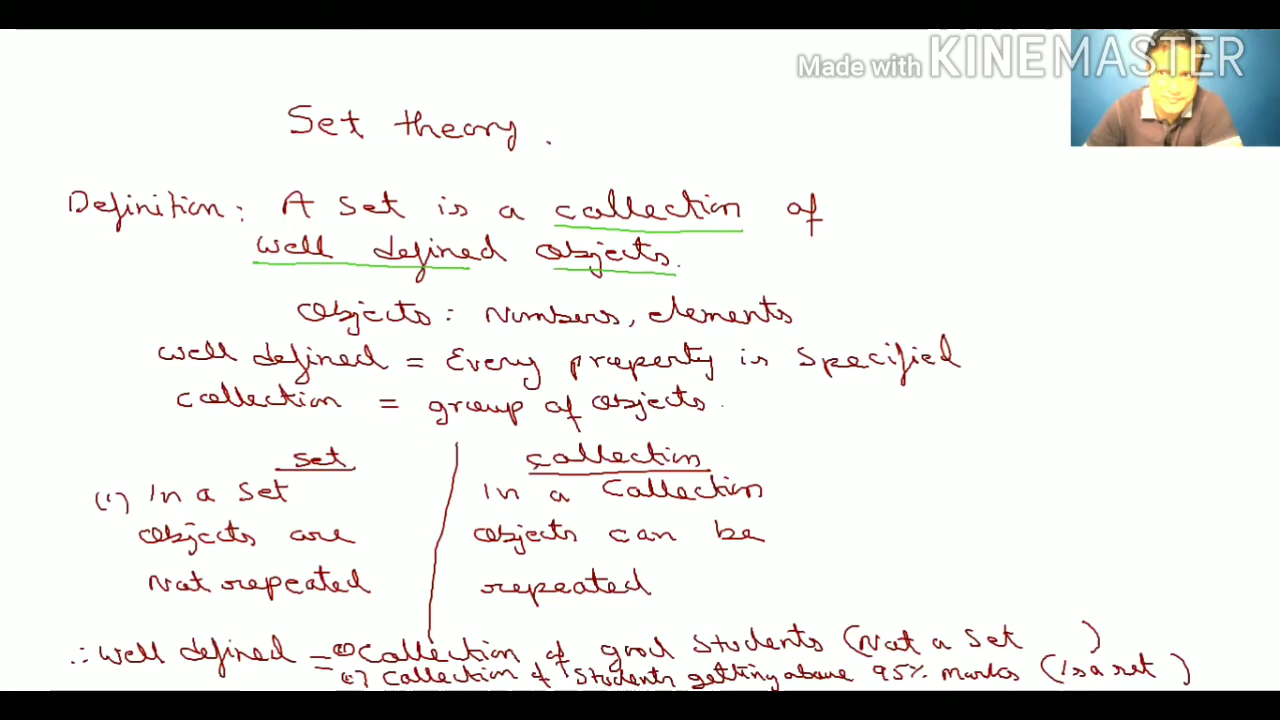 Made with KINEMASTER
Set theory.
Definition: A set is a collection of
well defined objects.
objects: numbers, elements
well defined = Every property is specified
collection = group of objects.
set
collection
(i) In a set
In a collection
objects are
objects can be
not repeated
repeated
∴ well defined = (i) collection of good students (not a set )
(ii) collection of students getting above 95% marks (Is a set )